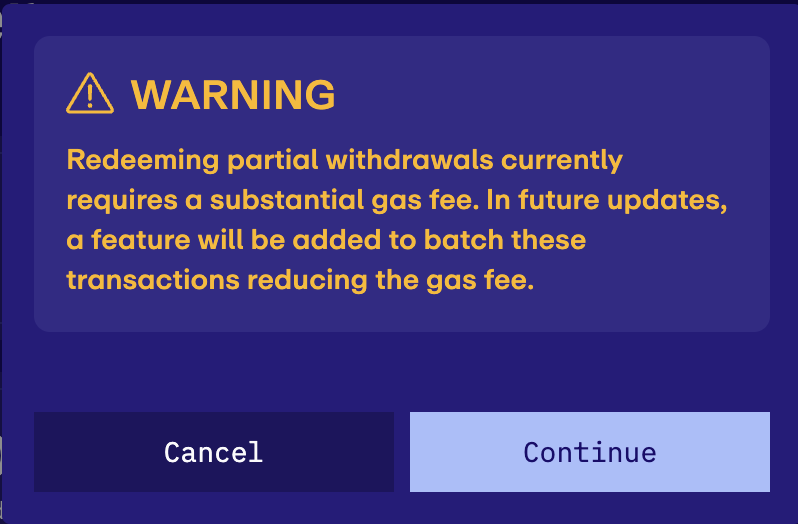 WARNING
Redeeming partial withdrawals currently
requires a substantial gas fee. In future updates,
a feature will be added to batch these
transactions reducing the gas fee.
Cancel
Continue